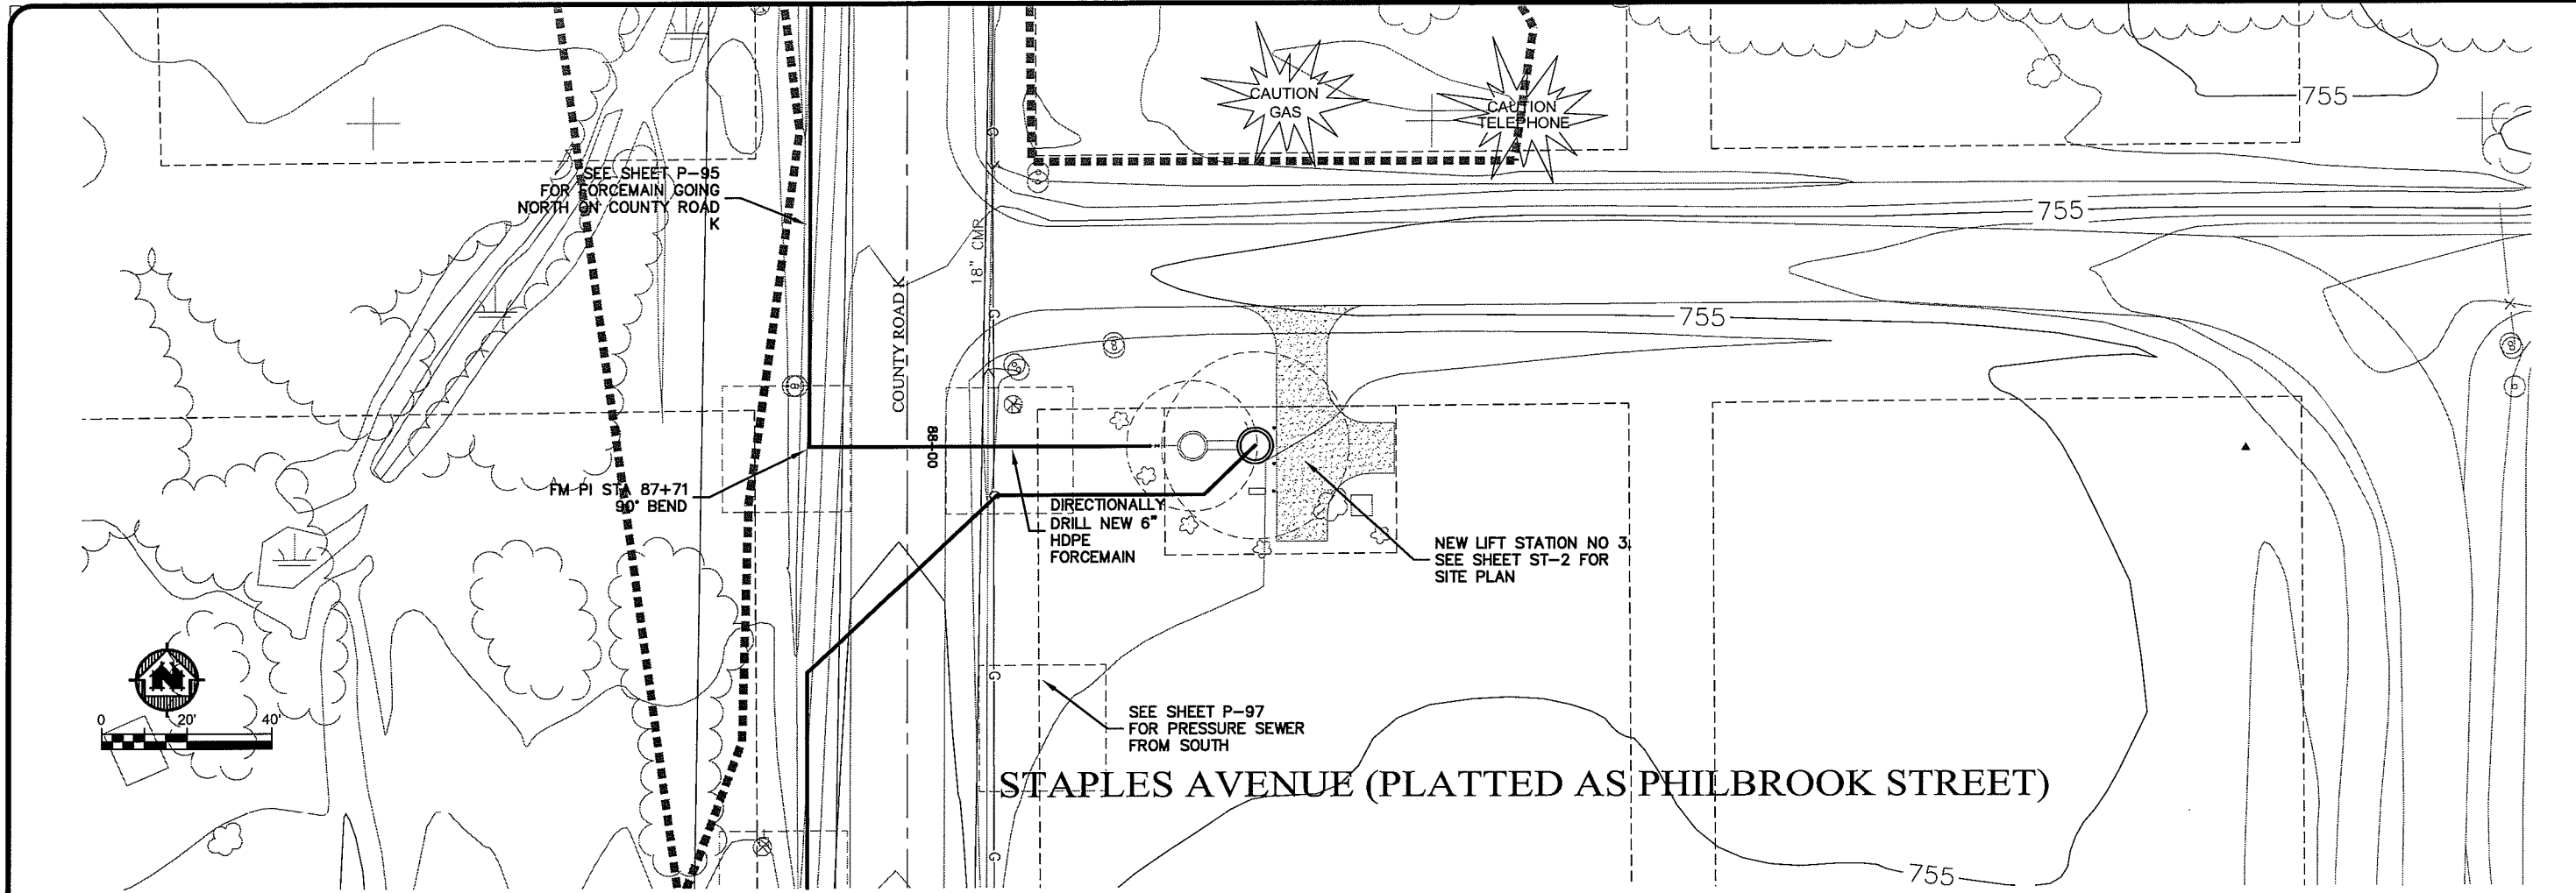 CAUTION
GAS
CAUTION
TELEPHONE
755
SEE SHEET P-95
FOR FORCEMAIN GOING
NORTH ON COUNTY ROAD
K
755
18" CMP
COUNTY ROAD K
755
88+00
FM PI STA 87+71
90° BEND
DIRECTIONALLY
DRILL NEW 6"
HDPE
FORCEMAIN
NEW LIFT STATION NO 3.
SEE SHEET ST-2 FOR
SITE PLAN
N
0 20' 40'
SEE SHEET P-97
FOR PRESSURE SEWER
FROM SOUTH
STAPLES AVENUE (PLATTED AS PHILBROOK STREET)
755
G
G
G
G